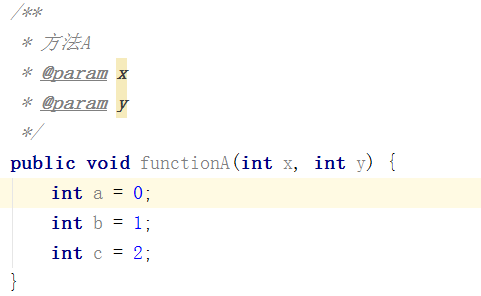 /**
 * 方法A
 * @param x
 * @param y
 */
public void functionA(int x, int y) {
    int a = 0;
    int b = 1;
    int c = 2;
}